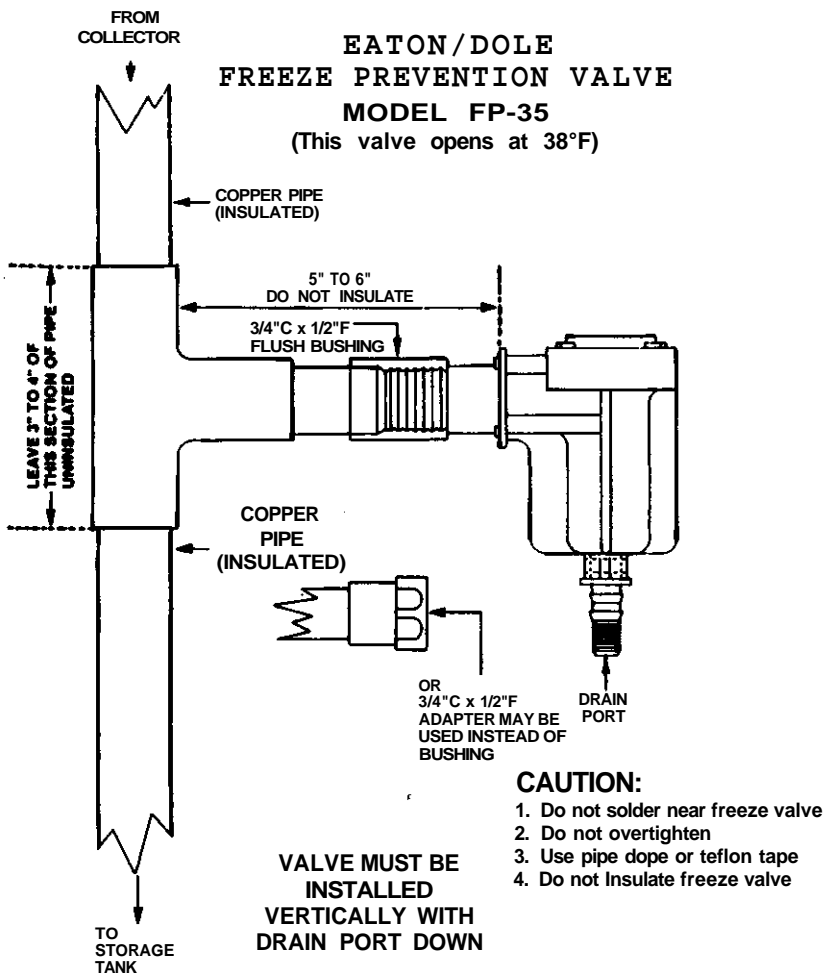 FROM
COLLECTOR
EATON/DOLE
FREEZE PREVENTION VALVE
MODEL FP-35
(This valve opens at 38°F)
COPPER PIPE
(INSULATED)
5" TO 6"
DO NOT INSULATE
3/4"C x 1/2"F
FLUSH BUSHING
LEAVE 3" TO 4" OF
THIS SECTION OF PIPE
UNINSULATED
COPPER
PIPE
(INSULATED)
OR
3/4"C x 1/2"F
ADAPTER MAY BE
USED INSTEAD OF
BUSHING
DRAIN
PORT
CAUTION:
1. Do not solder near freeze valve
2. Do not overtighten
3. Use pipe dope or teflon tape
4. Do not Insulate freeze valve
VALVE MUST BE
INSTALLED
VERTICALLY WITH
DRAIN PORT DOWN
TO
STORAGE
TANK